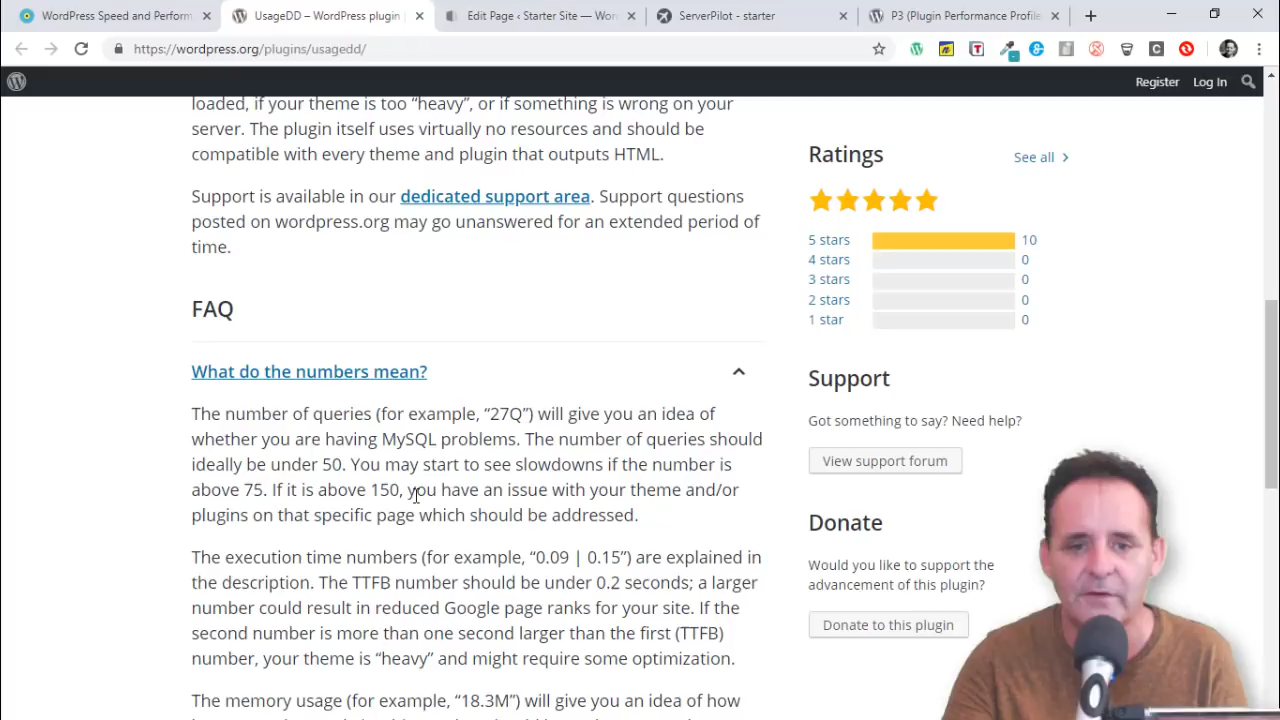 WordPress Speed and Perform
UsageDD – WordPress plugin
Edit Page ‹ Starter Site — Wor
ServerPilot - starter
P3 (Plugin Performance Profile
https://wordpress.org/plugins/usagedd/
Register
Log In
loaded, if your theme is too “heavy”, or if something is wrong on your
server. The plugin itself uses virtually no resources and should be
compatible with every theme and plugin that outputs HTML.
Support is available in our dedicated support area. Support questions
posted on wordpress.org may go unanswered for an extended period of
time.
FAQ
What do the numbers mean?
The number of queries (for example, “27Q”) will give you an idea of
whether you are having MySQL problems. The number of queries should
ideally be under 50. You may start to see slowdowns if the number is
above 75. If it is above 150, you have an issue with your theme and/or
plugins on that specific page which should be addressed.
The execution time numbers (for example, “0.09 | 0.15”) are explained in
the description. The TTFB number should be under 0.2 seconds; a larger
number could result in reduced Google page ranks for your site. If the
second number is more than one second larger than the first (TTFB)
number, your theme is “heavy” and might require some optimization.
The memory usage (for example, “18.3M”) will give you an idea of how
Ratings
See all
5 stars 10
4 stars 0
3 stars 0
2 stars 0
1 star 0
Support
Got something to say? Need help?
View support forum
Donate
Would you like to support the
advancement of this plugin?
Donate to this plugin